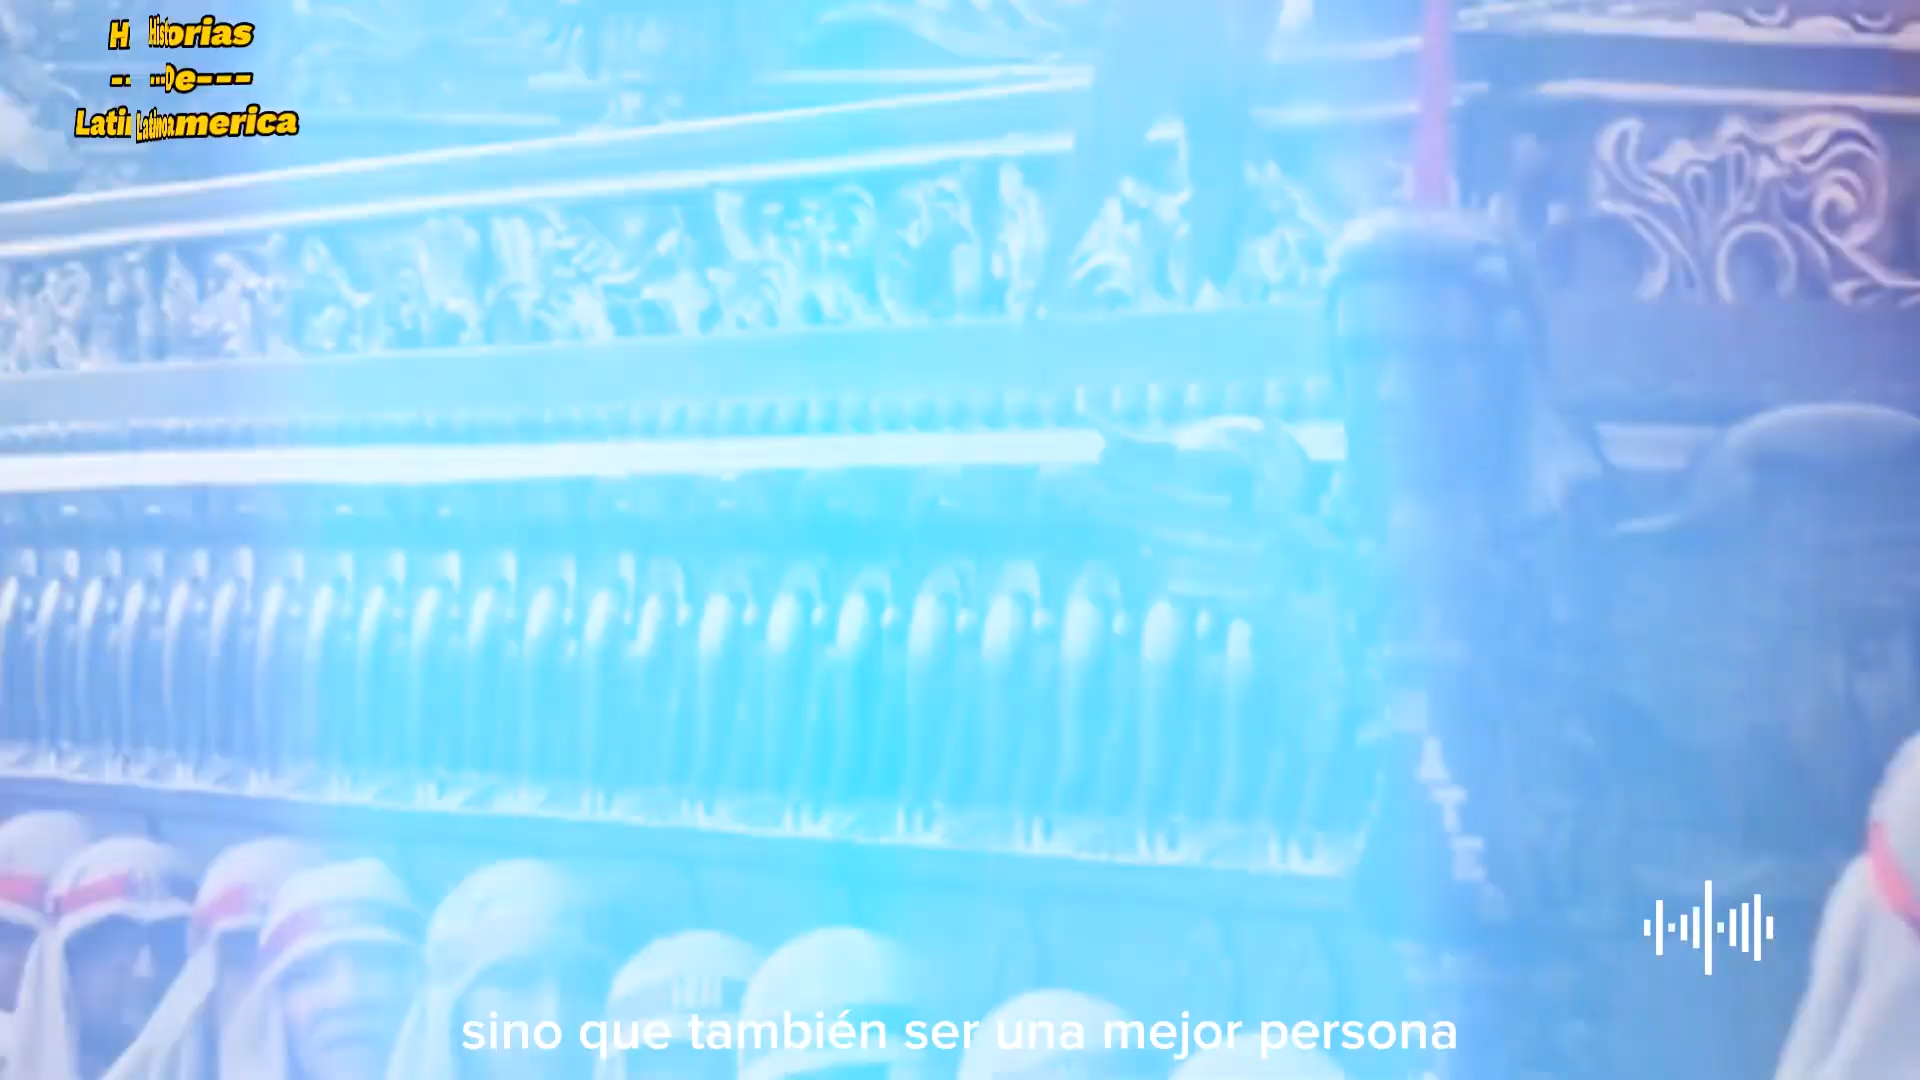 Historias
---De---
Latinoamerica
sino que también ser una mejor persona